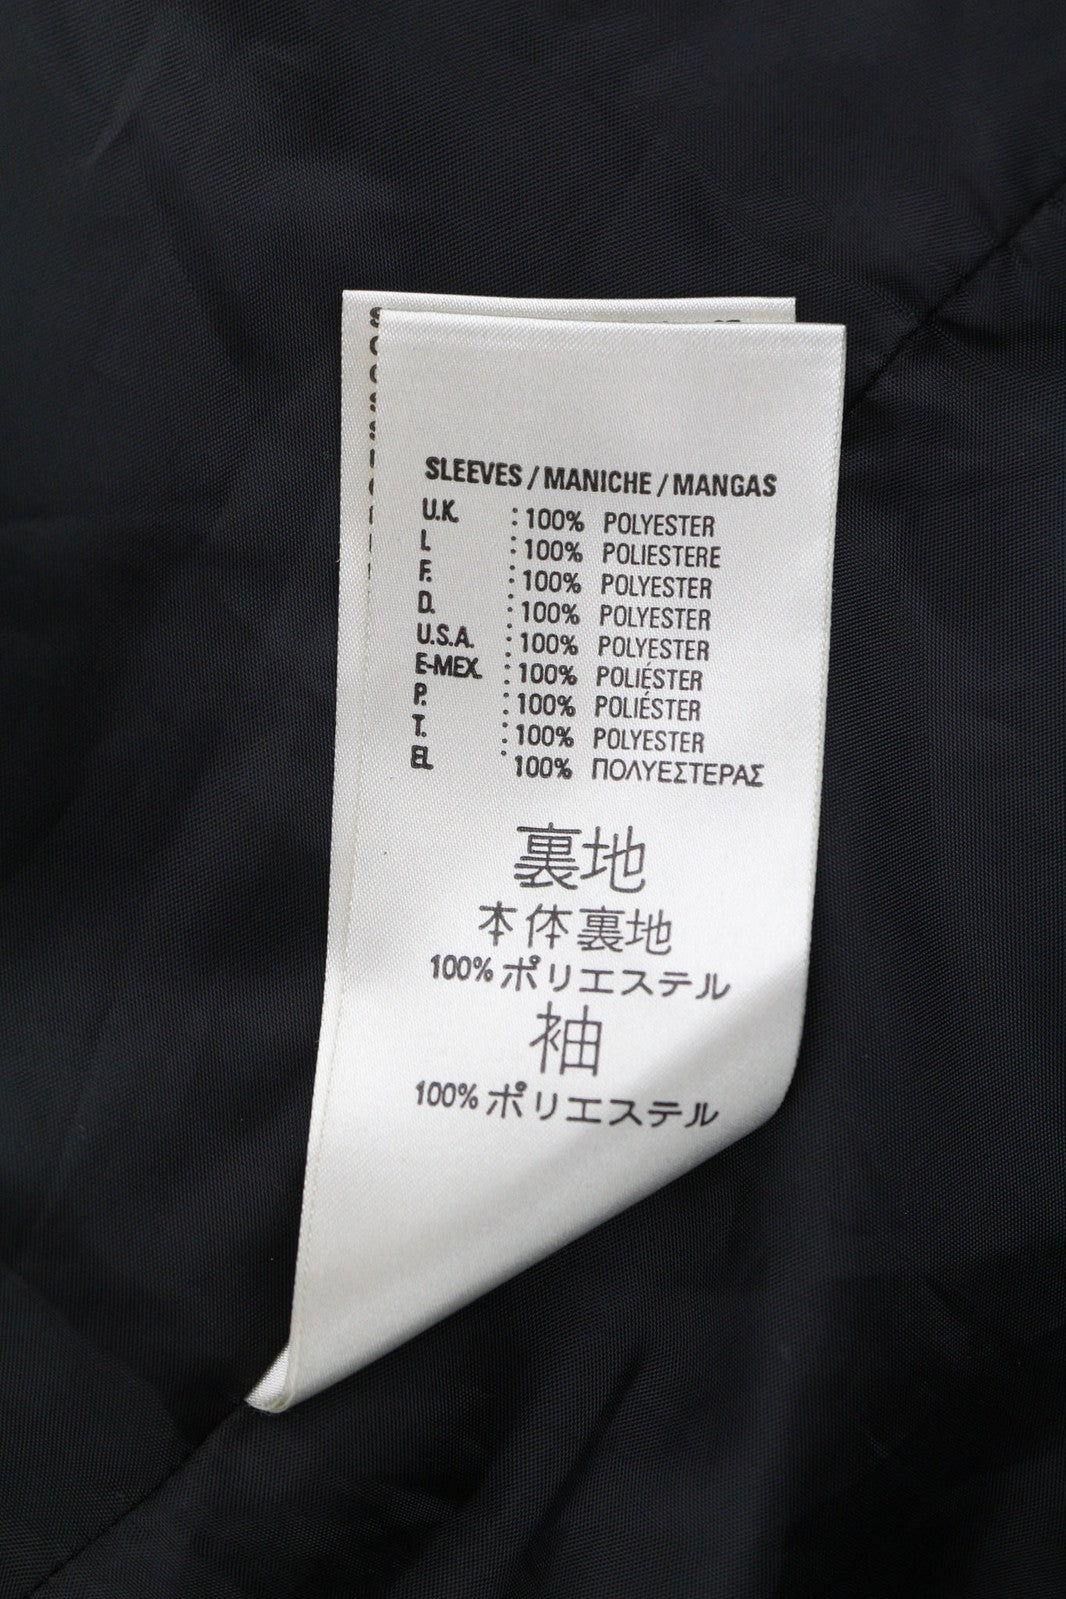 SLEEVES / MANICHE / MANGAS
U.K. : 100% POLYESTER
I. : 100% POLIESTERE
F. : 100% POLYESTER
D. : 100% POLYESTER
U.S.A. : 100% POLYESTER
E-MEX. : 100% POLIÉSTER
P. : 100% POLIÉSTER
T. : 100% POLYESTER
EL : 100% ΠΟΛΥΕΣΤΕΡΑΣ
裏地
本体裏地
100% ポリエステル
袖
100% ポリエステル